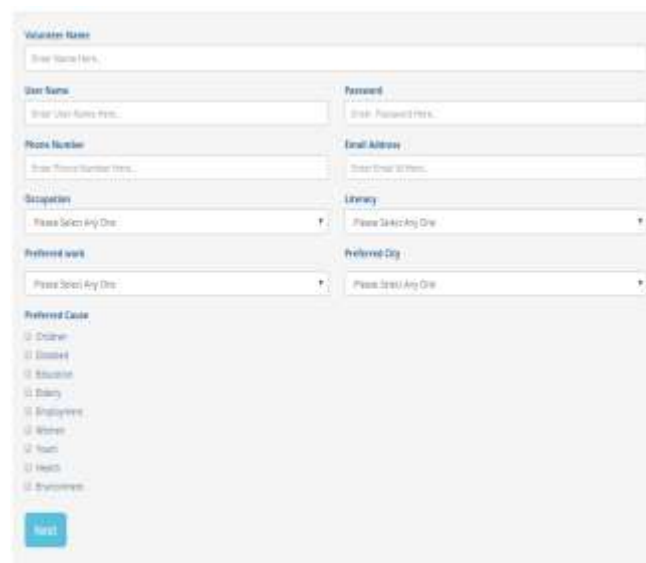 Volunteer Name
Enter Name Here..
User Name Password
Enter User Name Here.. Enter Password Here..
Phone Number Email Address
Enter Phone Number Here.. Enter Email Id Here..
Occupation Literacy
Please Select Any One Please Select Any One
Preferred work Preferred City
Please Select Any One Please Select Any One
Preferred Cause
Children
Disabled
Education
Elderly
Employment
Women
Youth
Health
Environment
Next